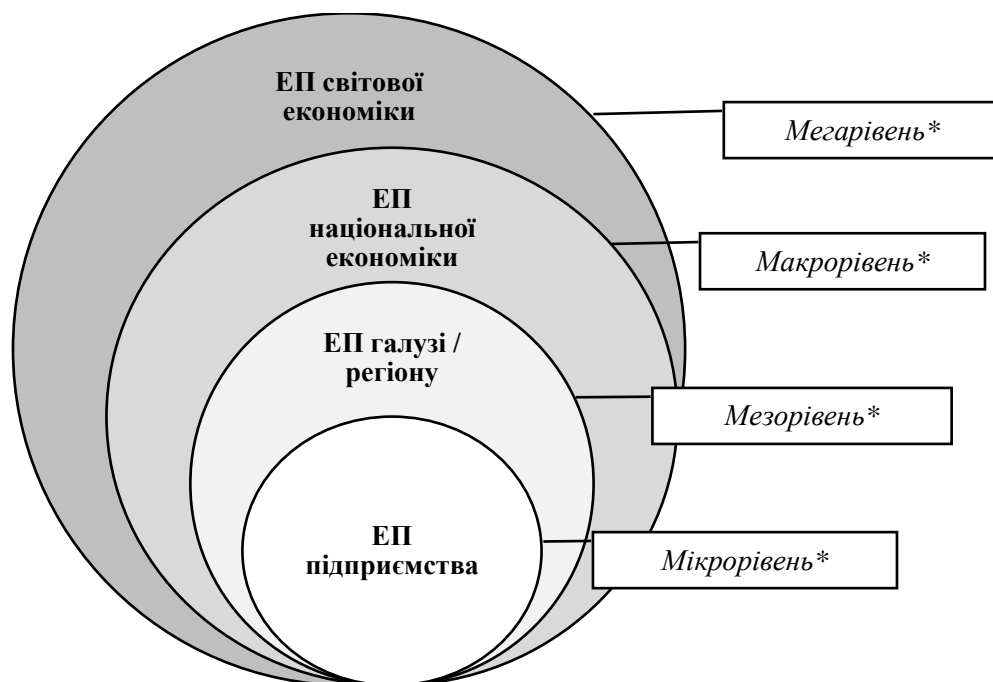 ЕП світової
економіки
Мегарівень*
ЕП
національної
економіки
Макрорівень*
ЕП галузі /
регіону
Мезорівень*
ЕП
підприємства
Мікрорівень*